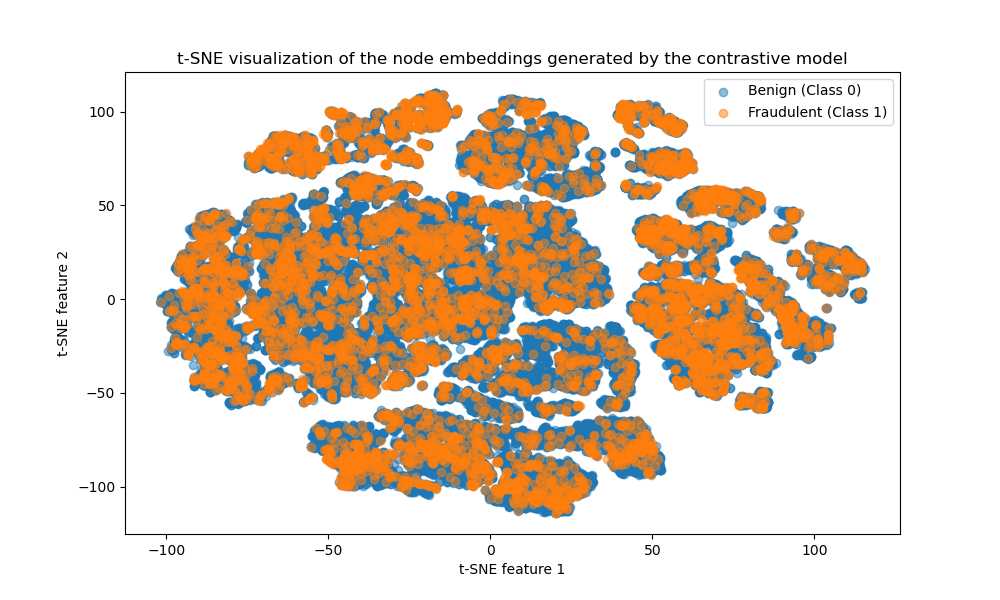 t-SNE visualization of the node embeddings generated by the contrastive model
Benign (Class 0)
Fraudulent (Class 1)
100
50
0
−50
−100
t-SNE feature 2
−100
−50
0
50
100
t-SNE feature 1